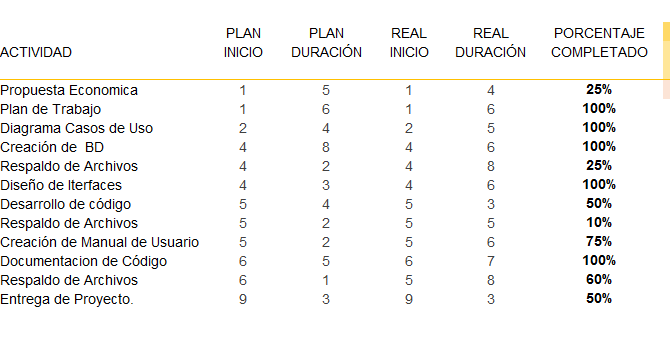 ACTIVIDAD PLAN INICIO PLAN DURACIÓN REAL INICIO REAL DURACIÓN PORCENTAJE COMPLETADO
Propuesta Economica 1 5 1 4 25%
Plan de Trabajo 1 6 1 6 100%
Diagrama Casos de Uso 2 4 2 5 100%
Creación de BD 4 8 4 6 100%
Respaldo de Archivos 4 2 4 8 25%
Diseño de Iterfaces 4 3 4 6 100%
Desarrollo de código 5 4 5 3 50%
Respaldo de Archivos 5 2 5 5 10%
Creación de Manual de Usuario 5 2 5 6 75%
Documentacion de Código 6 5 6 7 100%
Respaldo de Archivos 6 1 5 8 60%
Entrega de Proyecto. 9 3 9 3 50%